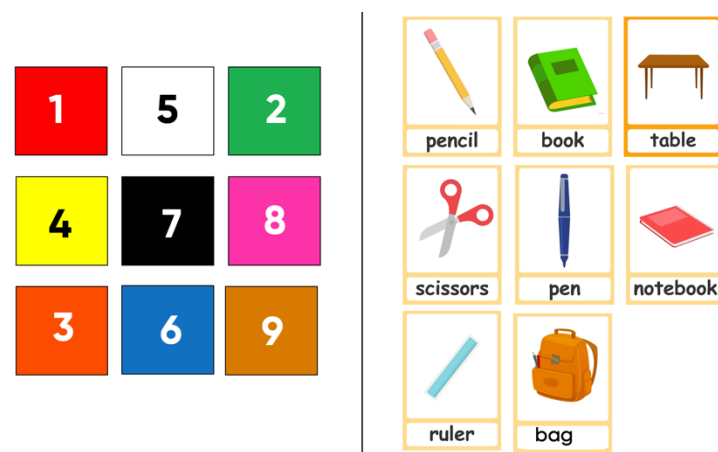 1 5 2
4 7 8
3 6 9
pencil book table
scissors pen notebook
ruler bag